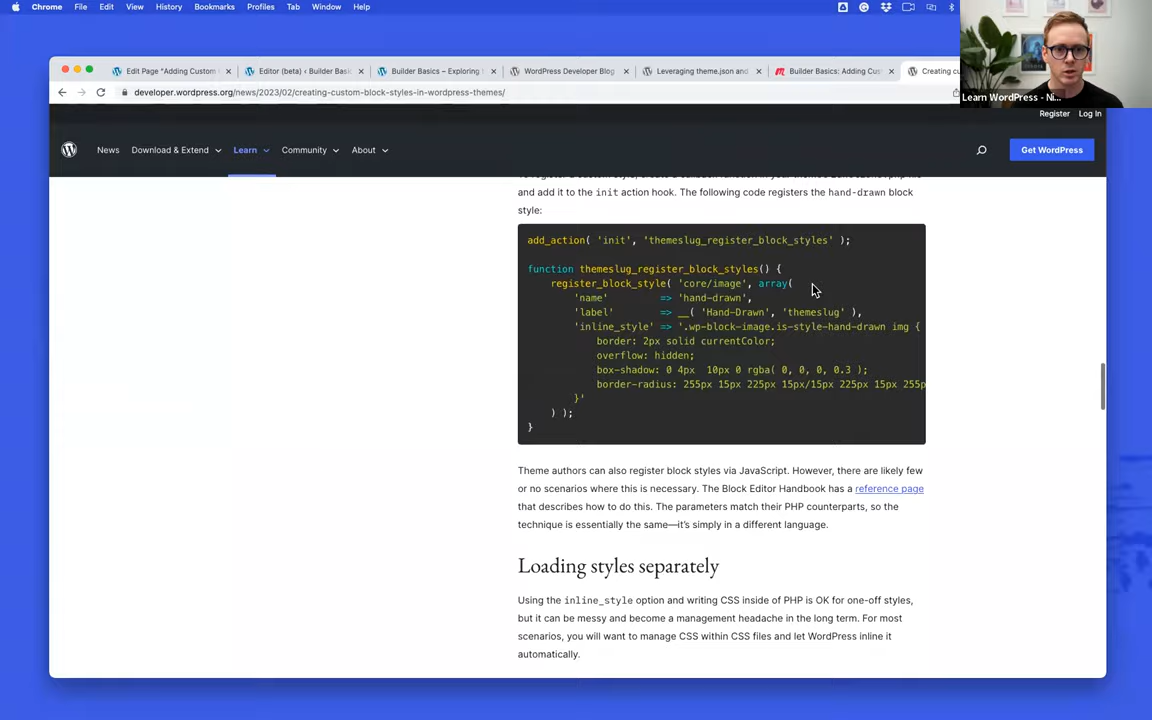 Chrome File Edit View History Bookmarks Profiles Tab Window Help
Edit Page "Adding Custom
Editor (beta) ‹ Builder Basic
Builder Basics – Exploring
WordPress Developer Blog
Leveraging theme.json and
Builder Basics: Adding Cus
Creating cu
developer.wordpress.org/news/2023/02/creating-custom-block-styles-in-wordpress-themes/
Learn WordPress - Ni...
Register Log In
News Download & Extend Learn Community About Get WordPress
and add it to the init action hook. The following code registers the hand-drawn block
style:
add_action( 'init', 'themeslug_register_block_styles' );
function themeslug_register_block_styles() {
register_block_style( 'core/image', array(
'name' => 'hand-drawn',
'label' => __( 'Hand-Drawn', 'themeslug' ),
'inline_style' => '.wp-block-image.is-style-hand-drawn img {
border: 2px solid currentColor;
overflow: hidden;
box-shadow: 0 4px 10px 0 rgba( 0, 0, 0, 0.3 );
border-radius: 255px 15px 225px 15px/15px 225px 15px 255p
}'
) );
}
Theme authors can also register block styles via JavaScript. However, there are likely few
or no scenarios where this is necessary. The Block Editor Handbook has a reference page
that describes how to do this. The parameters match their PHP counterparts, so the
technique is essentially the same—it's simply in a different language.
Loading styles separately
Using the inline_style option and writing CSS inside of PHP is OK for one-off styles,
but it can be messy and become a management headache in the long term. For most
scenarios, you will want to manage CSS within CSS files and let WordPress inline it
automatically.